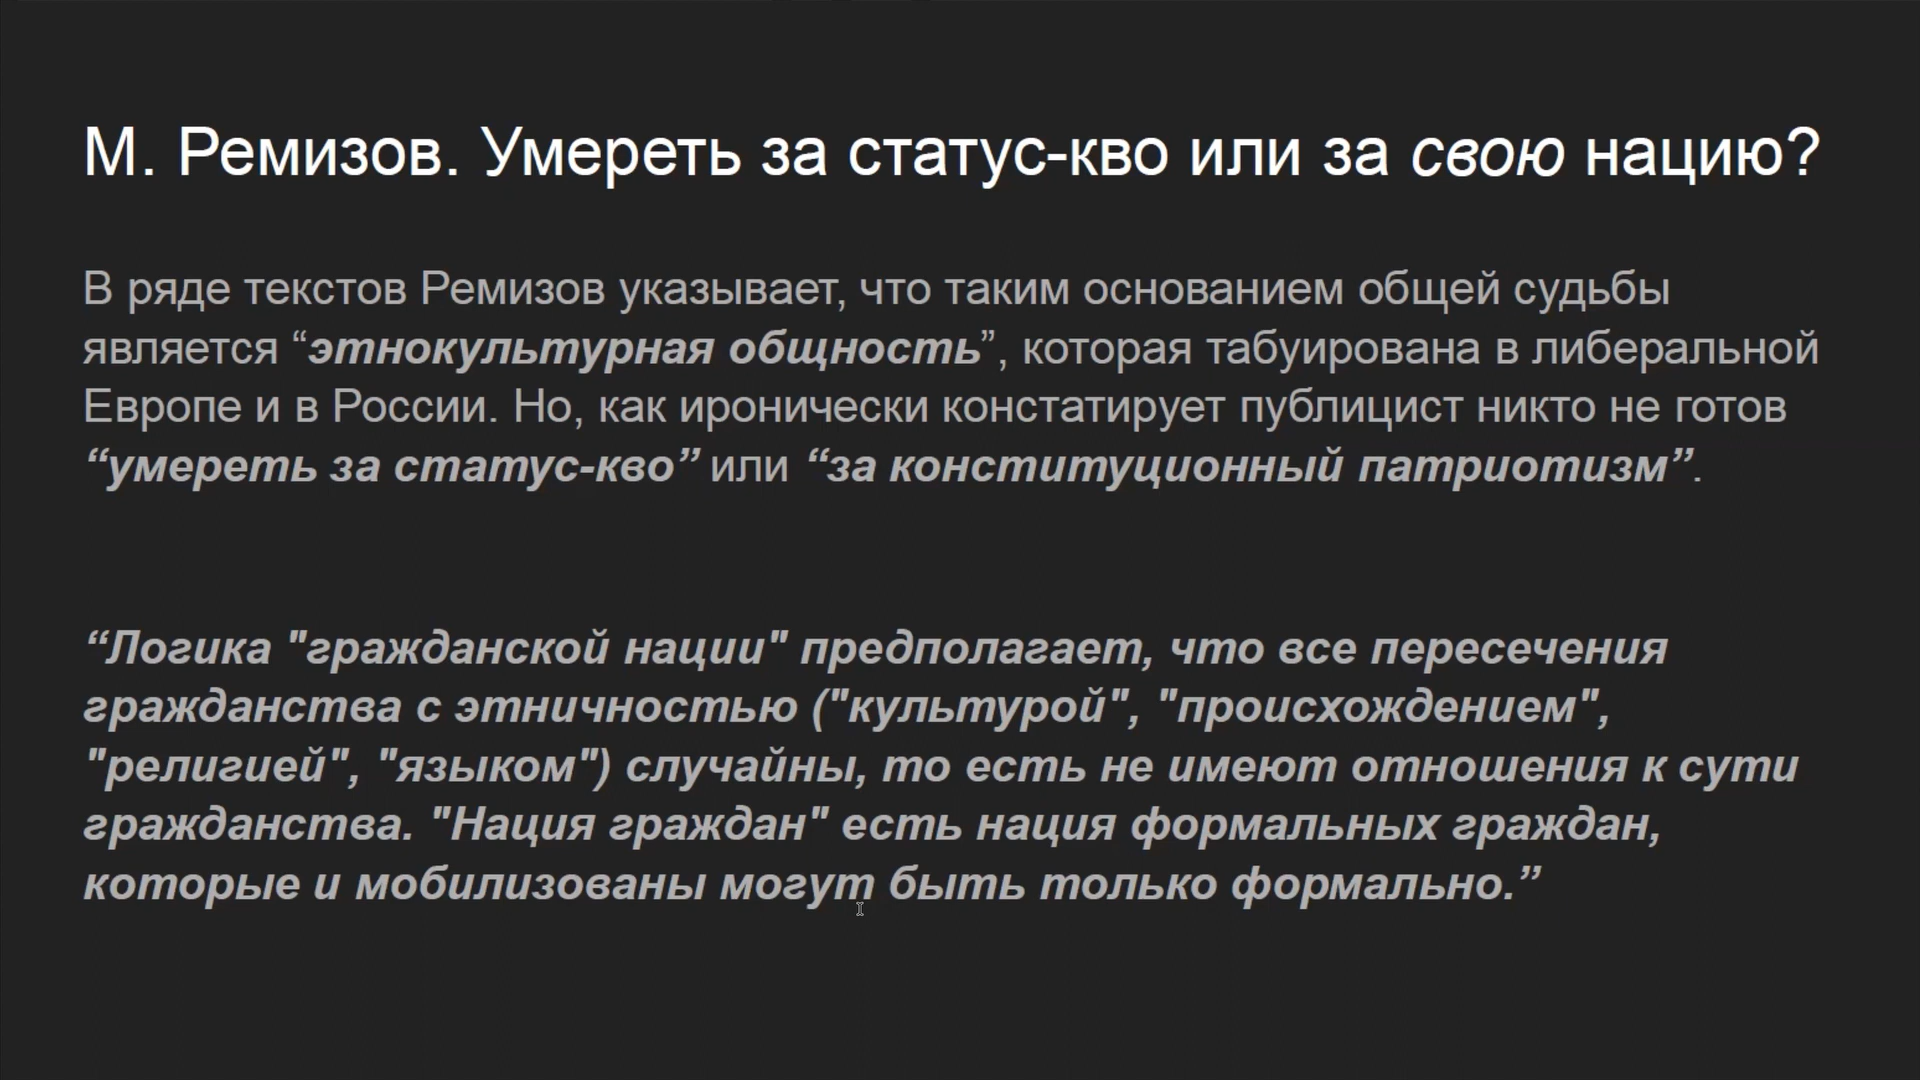 М. Ремизов. Умереть за статус-кво или за свою нацию?
В ряде текстов Ремизов указывает, что таким основанием общей судьбы
является “этнокультурная общность”, которая табуирована в либеральной
Европе и в России. Но, как иронически констатирует публицист никто не готов
“умереть за статус-кво” или “за конституционный патриотизм”.
“Логика "гражданской нации" предполагает, что все пересечения
гражданства с этничностью ("культурой", "происхождением",
"религией", "языком") случайны, то есть не имеют отношения к сути
гражданства. "Нация граждан" есть нация формальных граждан,
которые и мобилизованы могут быть только формально.”